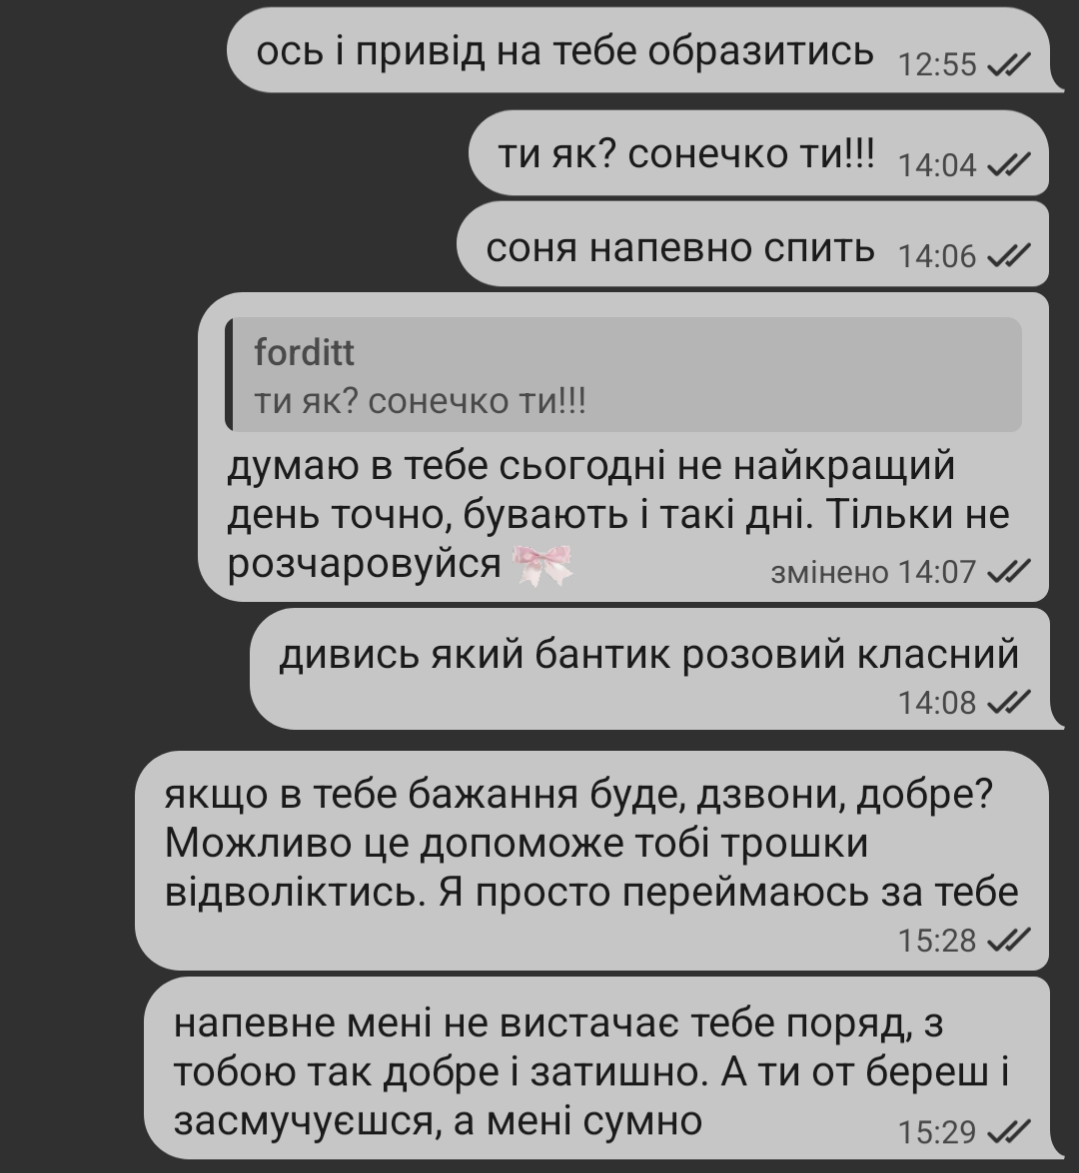 ось і привід на тебе образитись 12:55
ти як? сонечко ти!!! 14:04
соня напевно спить 14:06
forditt
ти як? сонечко ти!!!
думаю в тебе сьогодні не найкращий
день точно, бувають і такі дні. Тільки не
розчаровуйся 🎀 змінено 14:07
дивись який бантик розовий класний
14:08
якщо в тебе бажання буде, дзвони, добре?
Можливо це допоможе тобі трошки
відволіктись. Я просто переймаюсь за тебе
15:28
напевне мені не вистачає тебе поряд, з
тобою так добре і затишно. А ти от береш і
засмучуєшся, а мені сумно 15:29